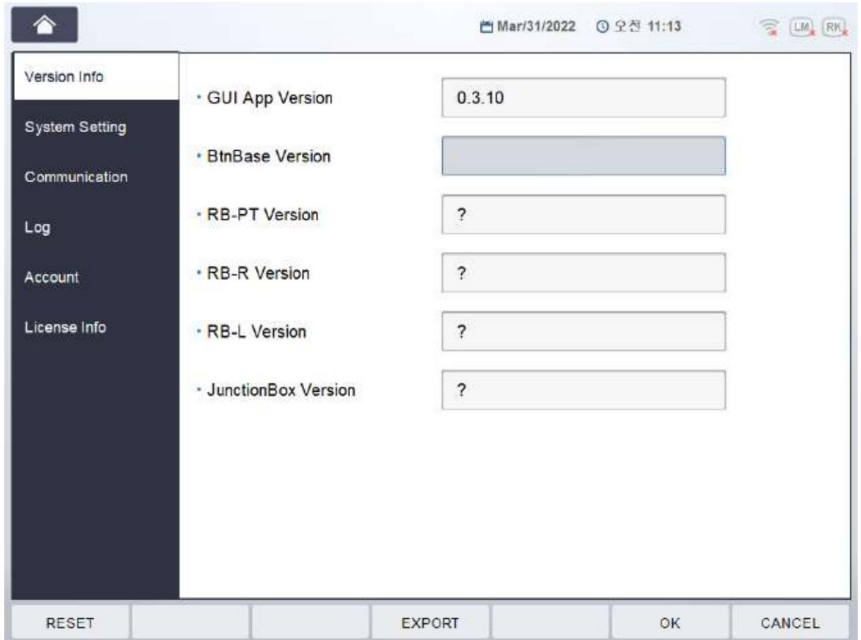 Mar/31/2022 오전 11:13 LM RK
Version Info
System Setting
Communication
Log
Account
License Info
• GUI App Version 0.3.10
• BtnBase Version
• RB-PT Version ?
• RB-R Version ?
• RB-L Version ?
• JunctionBox Version ?
RESET EXPORT OK CANCEL